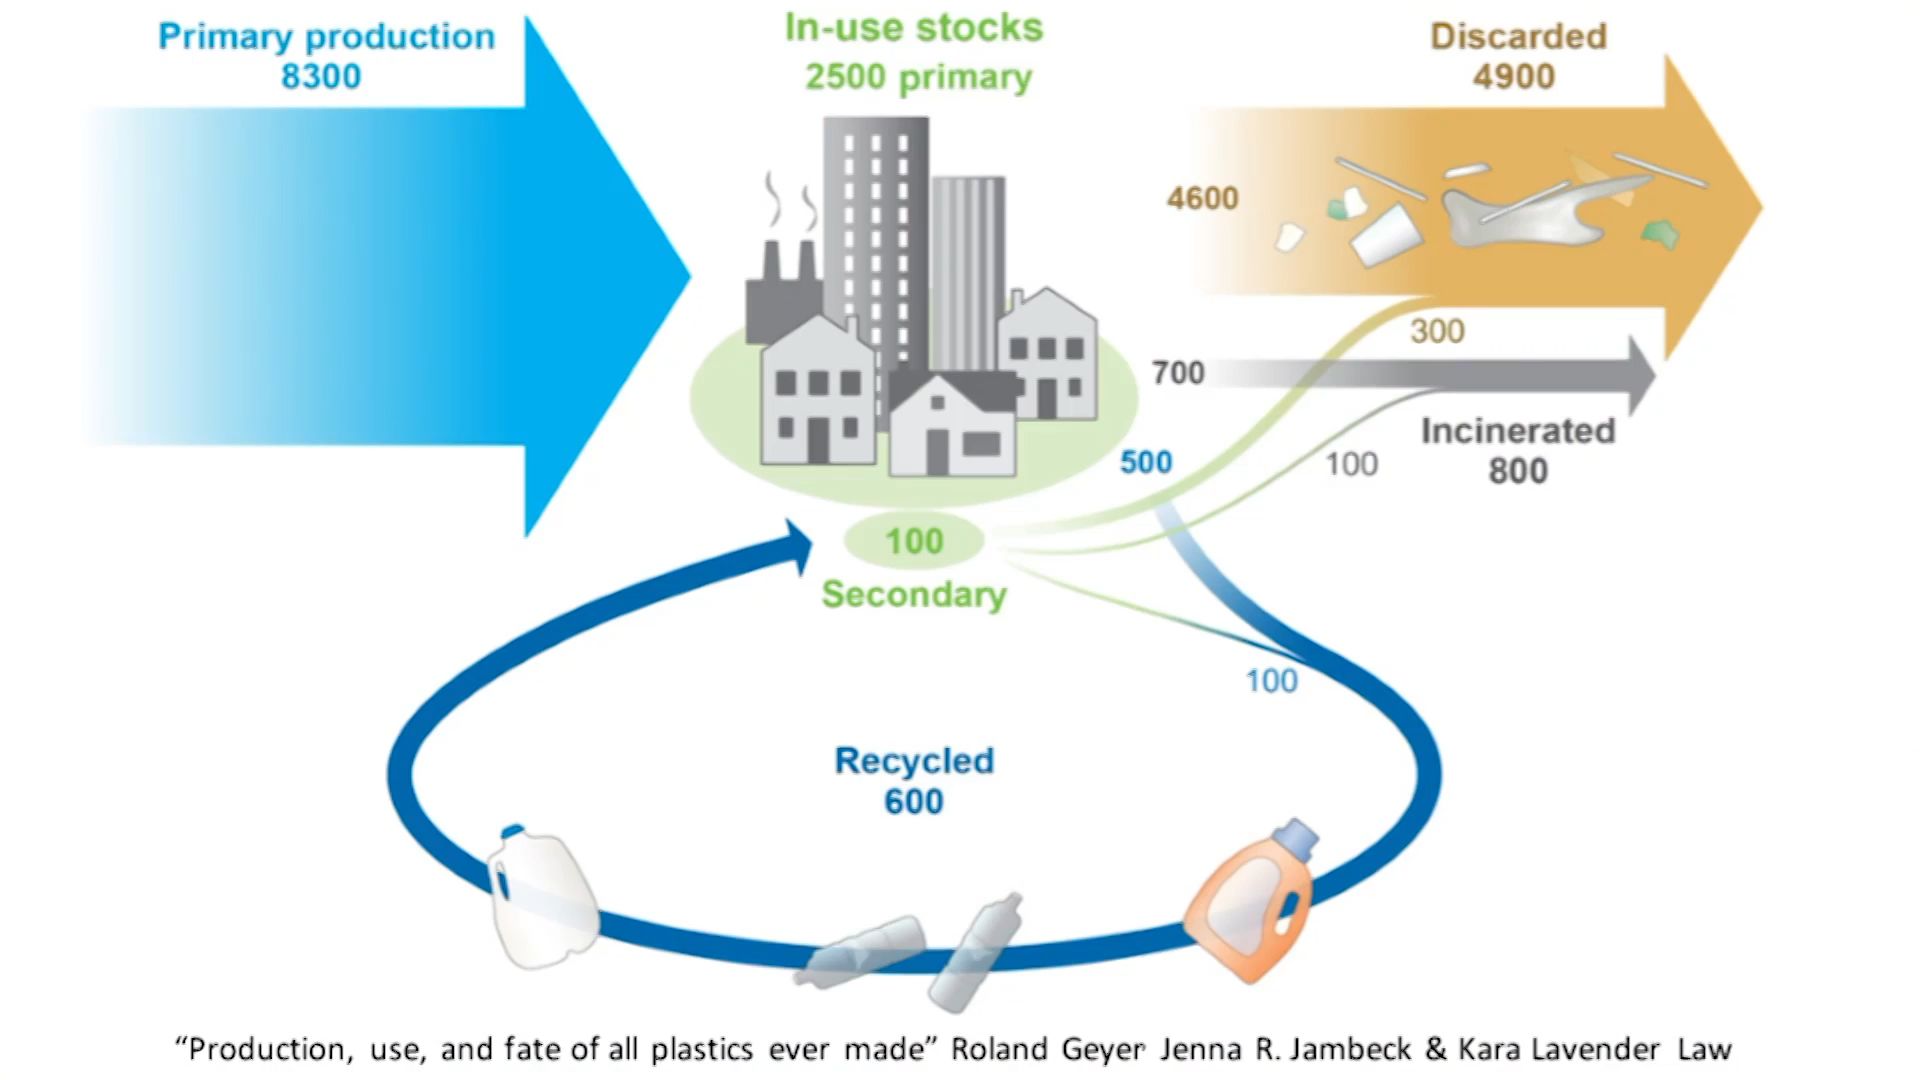 Primary production
8300
In-use stocks
2500 primary
Discarded
4900
4600
300
700
Incinerated
800
500
100
100
Secondary
100
Recycled
600
“Production, use, and fate of all plastics ever made” Roland Geyer Jenna R. Jambeck & Kara Lavender Law